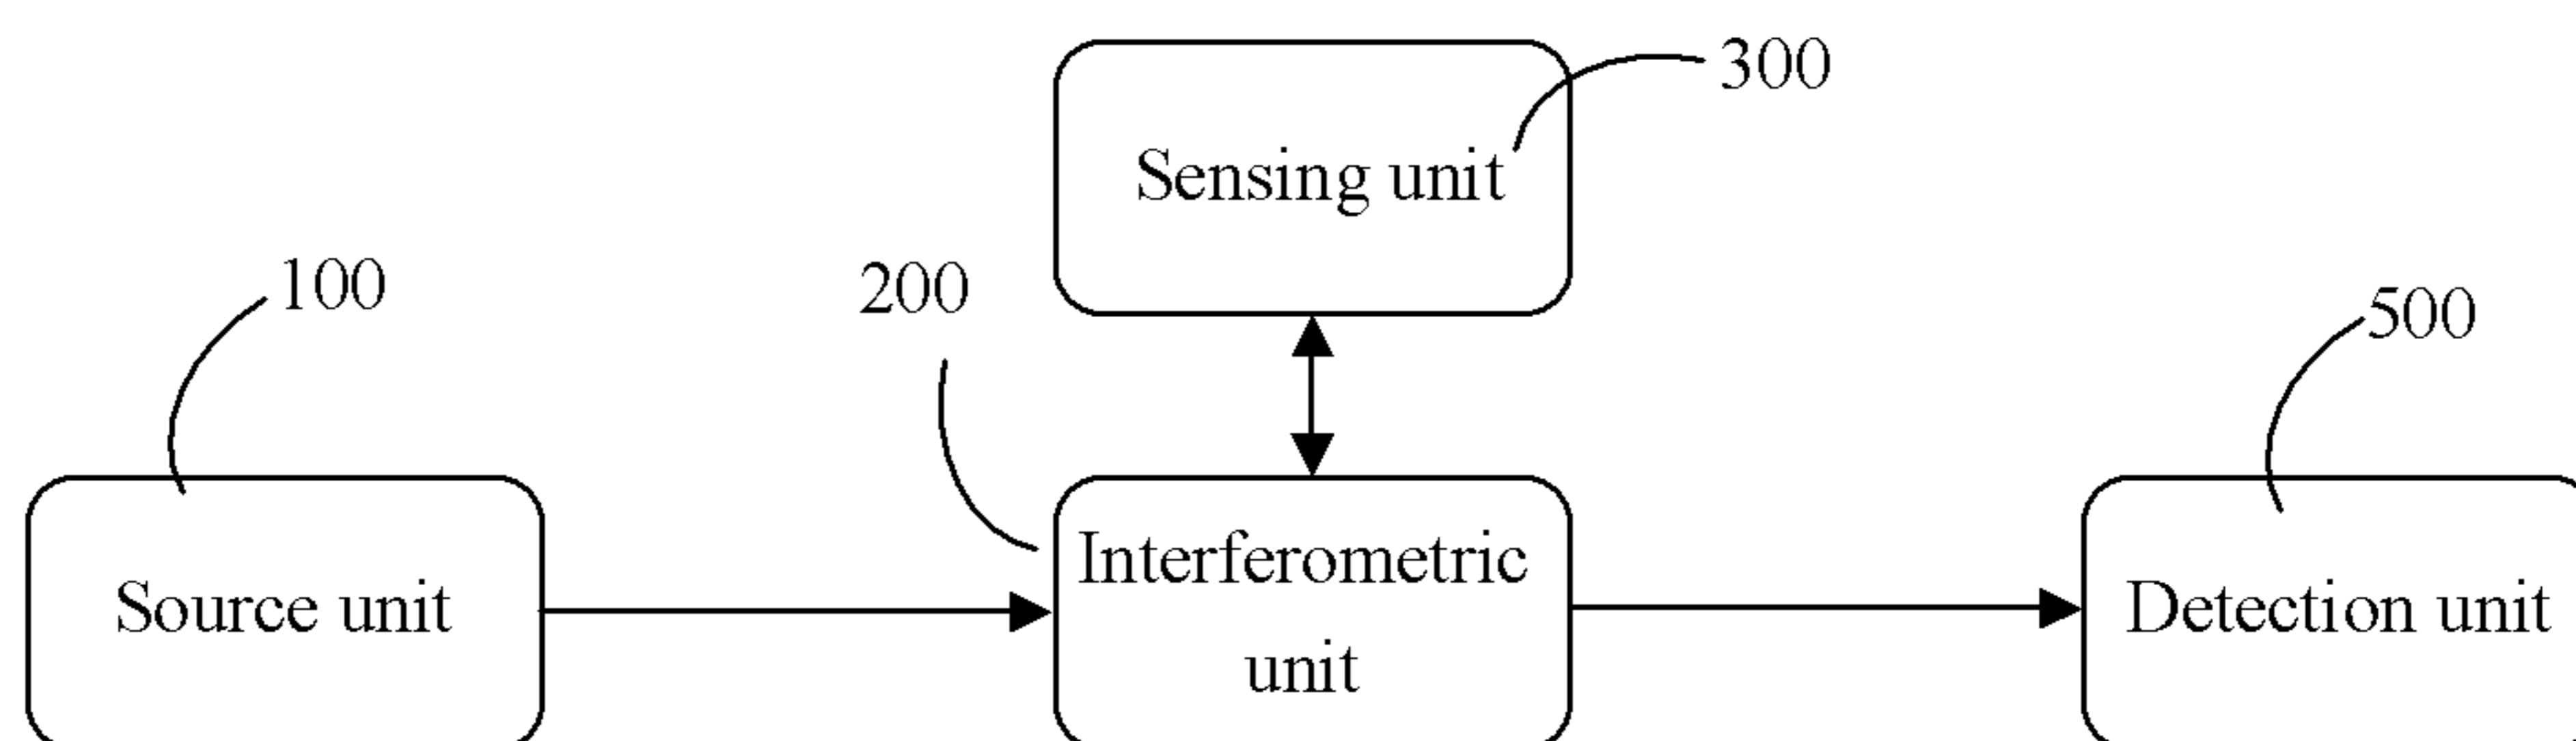 300
Sensing unit
100
200
500
Source unit
Interferometric
unit
Detection unit